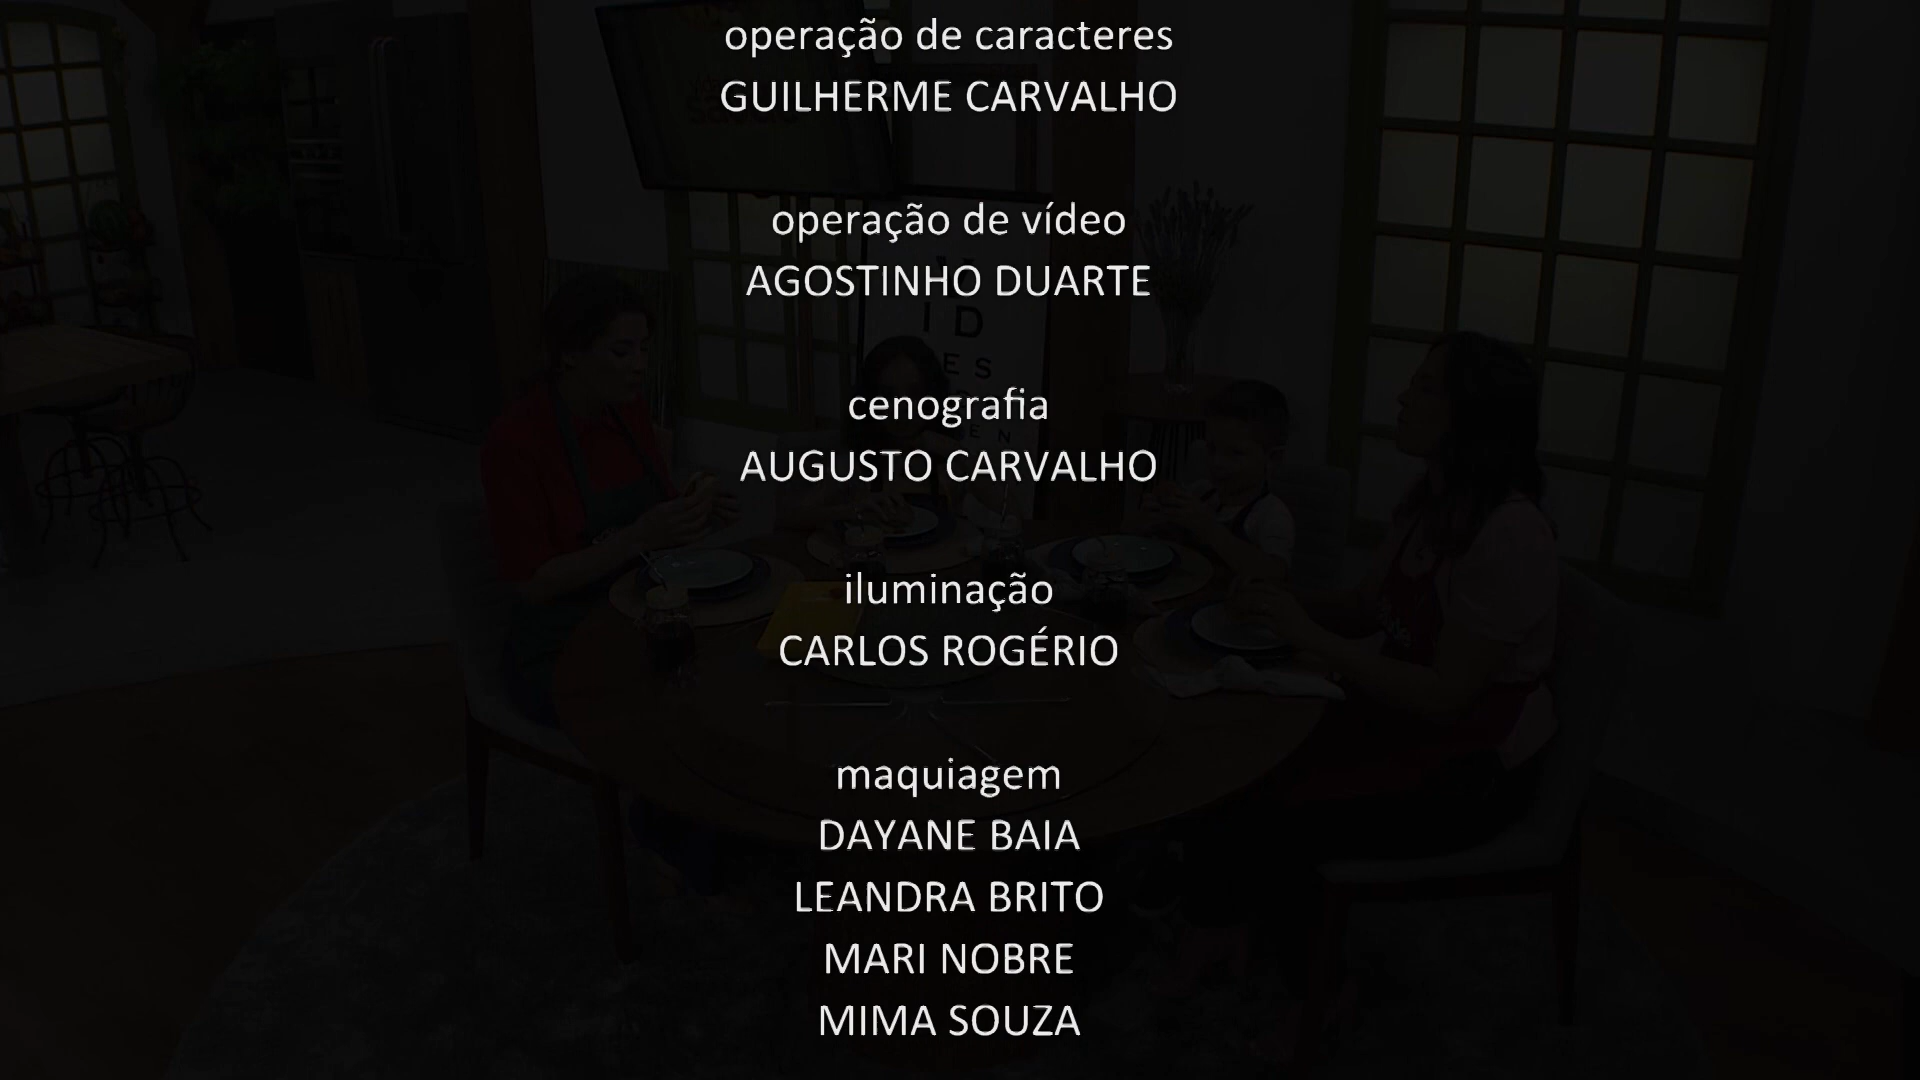 operação de caracteres
GUILHERME CARVALHO
operação de vídeo
AGOSTINHO DUARTE
cenografia
AUGUSTO CARVALHO
iluminação
CARLOS ROGÉRIO
maquiagem
DAYANE BAIA
LEANDRA BRITO
MARI NOBRE
MIMA SOUZA